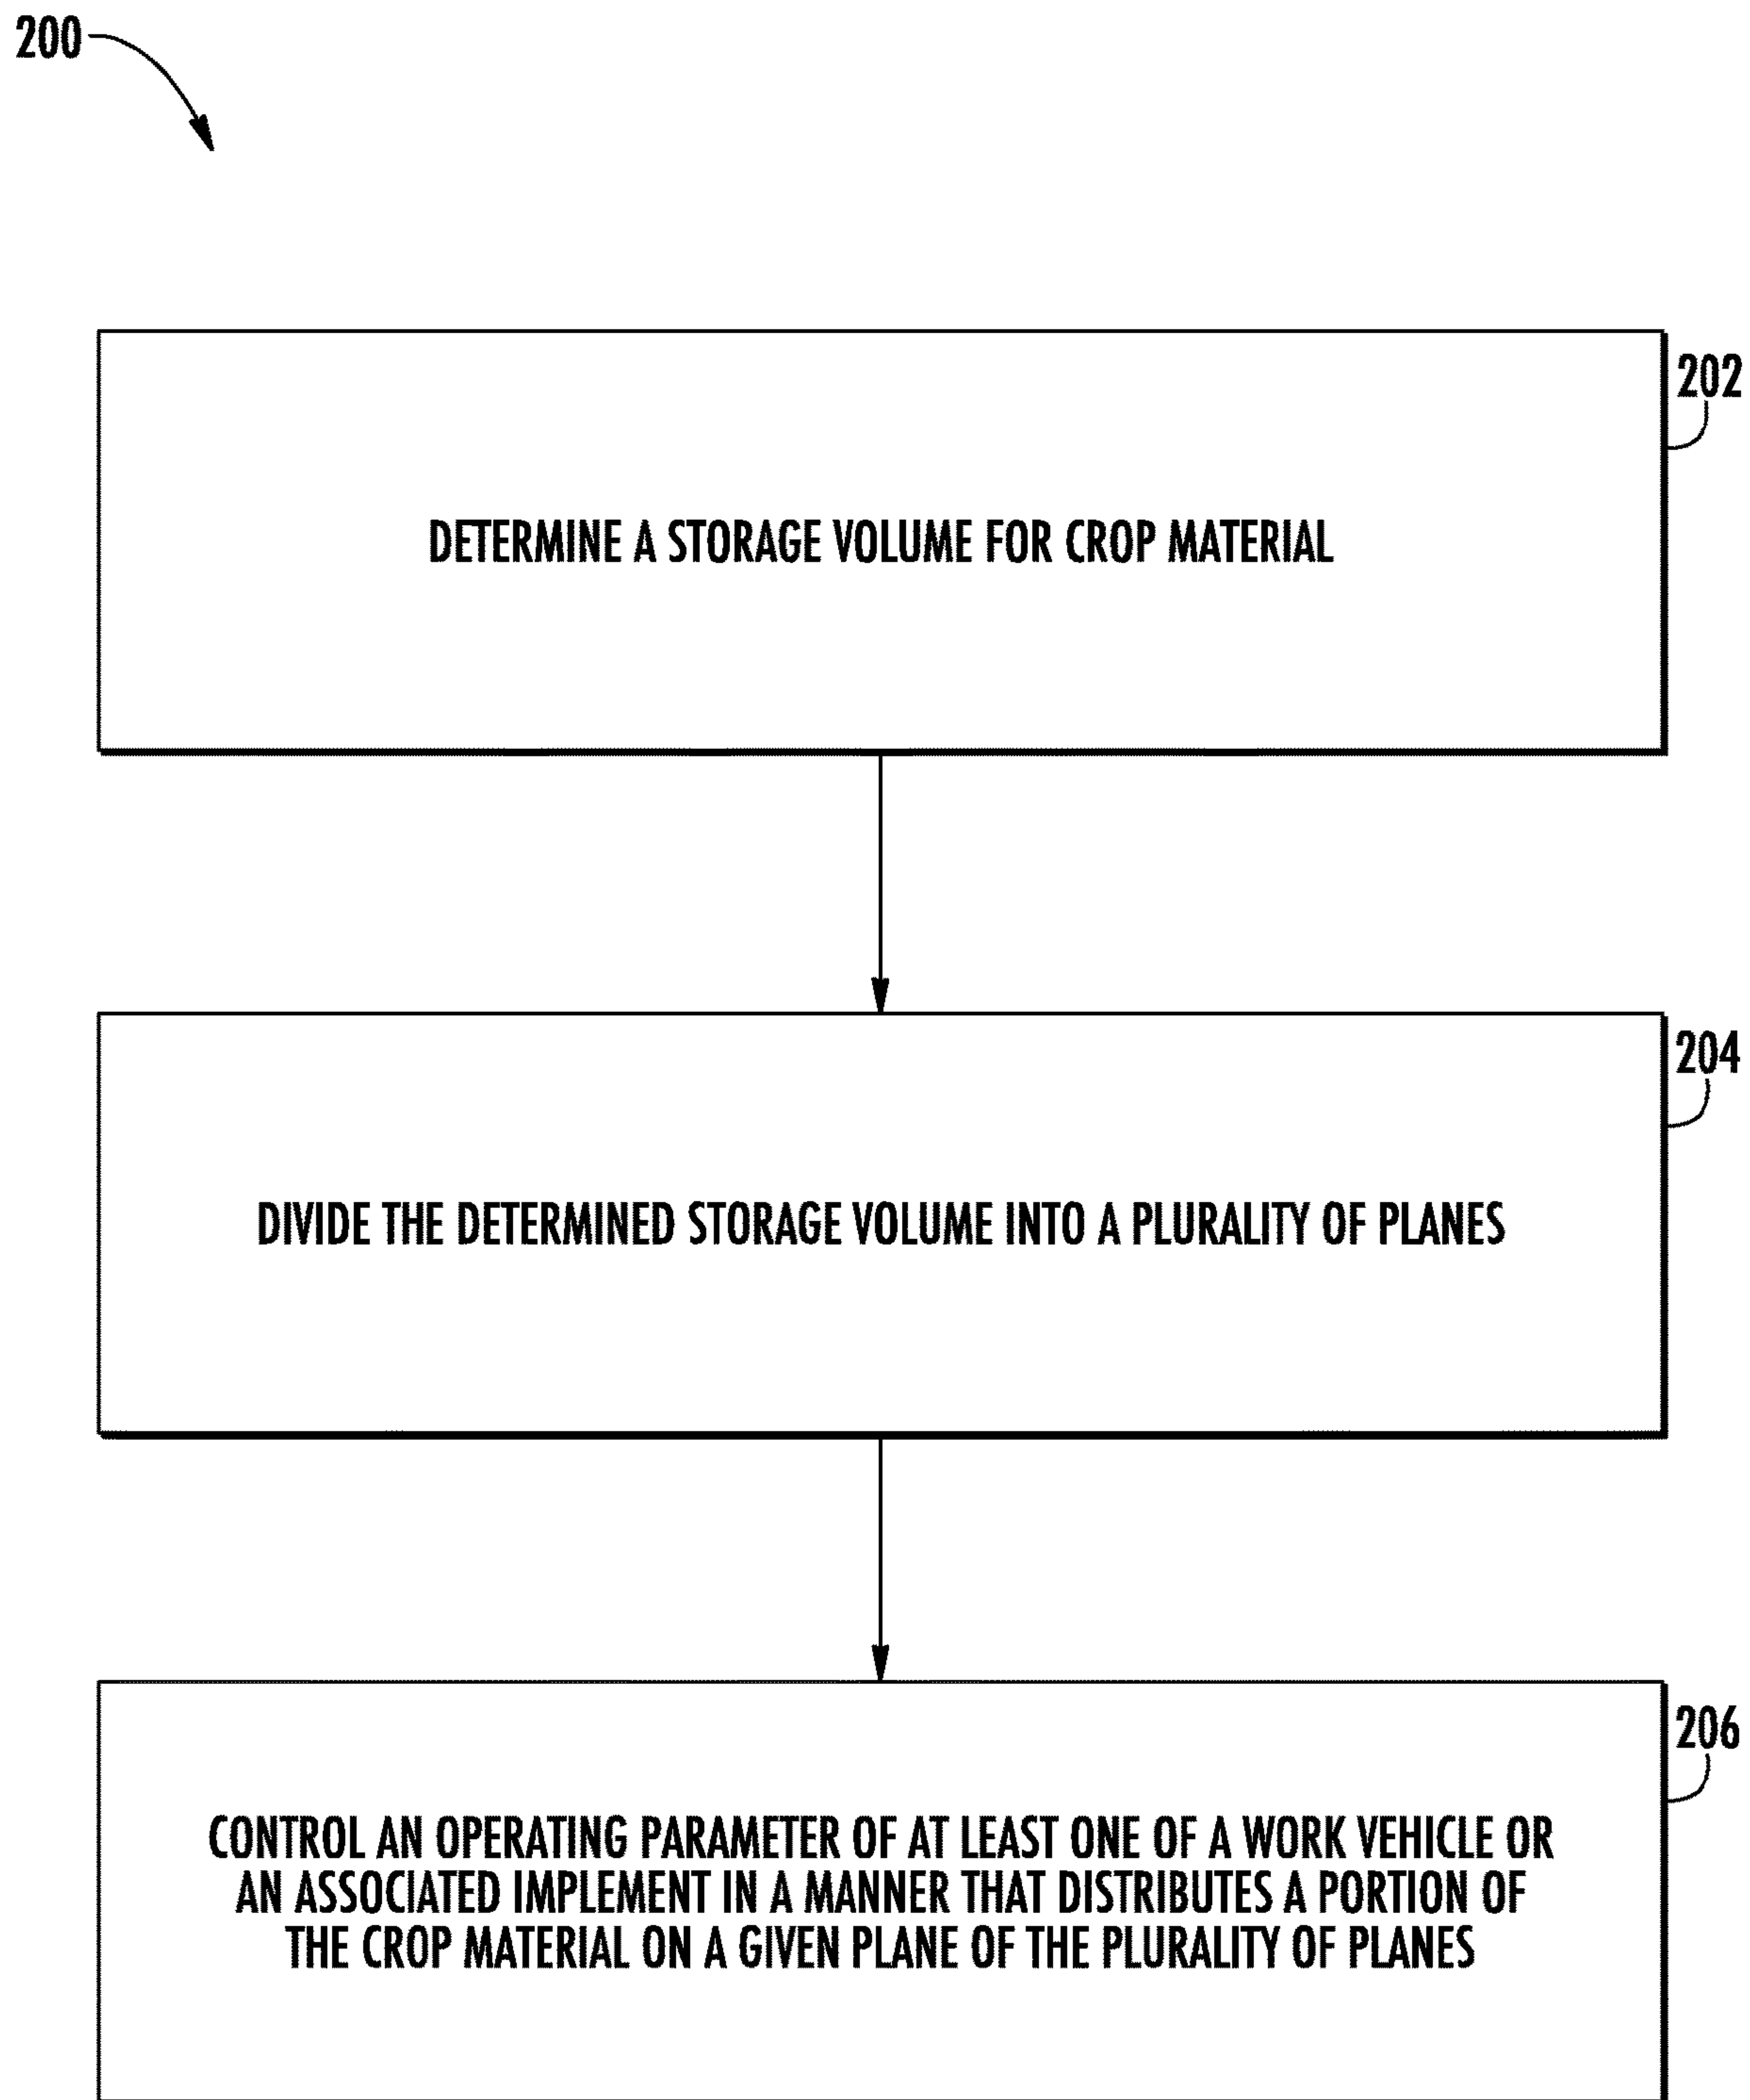 200
202
DETERMINE A STORAGE VOLUME FOR CROP MATERIAL
204
DIVIDE THE DETERMINED STORAGE VOLUME INTO A PLURALITY OF PLANES
206
CONTROL AN OPERATING PARAMETER OF AT LEAST ONE OF A WORK VEHICLE OR
AN ASSOCIATED IMPLEMENT IN A MANNER THAT DISTRIBUTES A PORTION OF
THE CROP MATERIAL ON A GIVEN PLANE OF THE PLURALITY OF PLANES